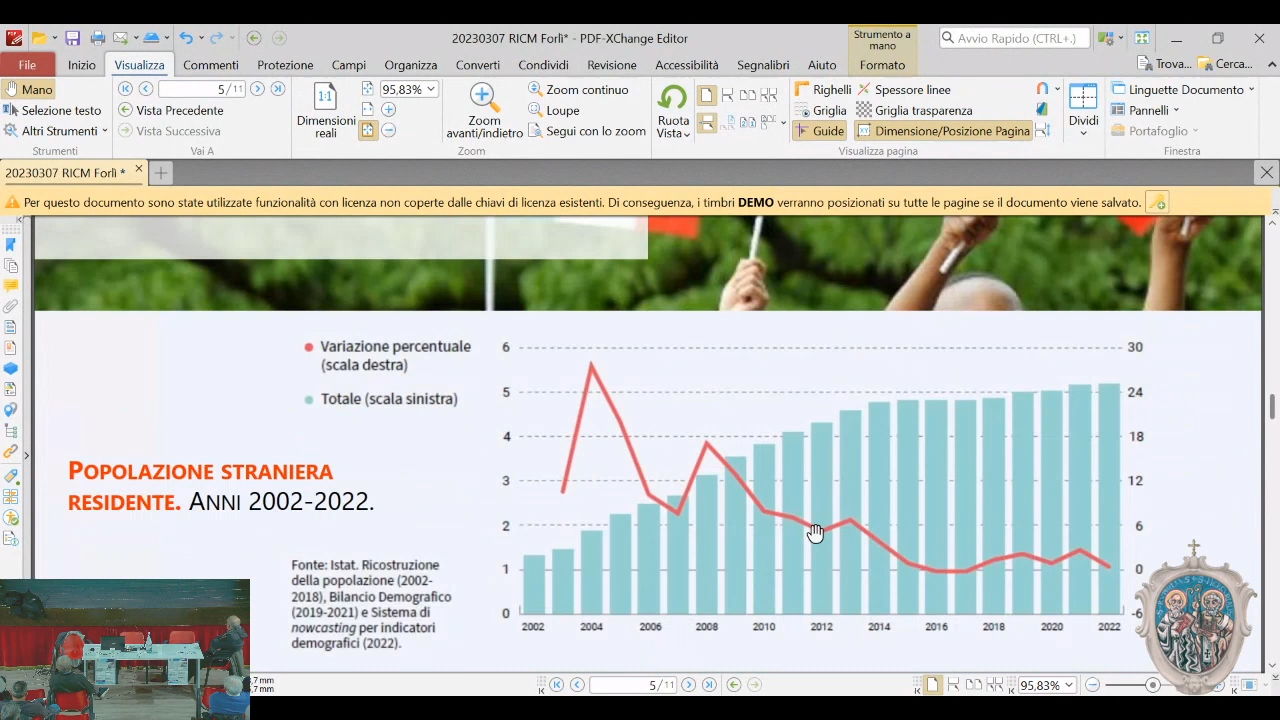 20230307 RICM Forlì* - PDF-XChange Editor
Strumento a mano
Avvio Rapido (CTRL+.)
File
Inizio
Visualizza
Commenti
Protezione
Campi
Organizza
Converti
Condividi
Revisione
Accessibilità
Segnalibri
Aiuto
Formato
Trova...
Cerca...
Mano
Selezione testo
Altri Strumenti
Strumenti
5/11
Vista Precedente
Vista Successiva
Vai A
1:1
Dimensioni reali
95,83%
Zoom avanti/indietro
Zoom continuo
Loupe
Segui con lo zoom
Zoom
Ruota Vista
Righelli
Spessore linee
Griglia
Griglia trasparenza
Guide
Dimensione/Posizione Pagina
Visualizza pagina
Dividi
Linguette Documento
Pannelli
Portafoglio
Finestra
20230307 RICM Forlì *
Per questo documento sono state utilizzate funzionalità con licenza non coperte dalle chiavi di licenza esistenti. Di conseguenza, i timbri DEMO verranno posizionati su tutte le pagine se il documento viene salvato.
Variazione percentuale
(scala destra)
Totale (scala sinistra)
Popolazione straniera
residente. Anni 2002-2022.
Fonte: Istat. Ricostruzione
della popolazione (2002-
2018), Bilancio Demografico
(2019-2021) e Sistema di
nowcasting per indicatori
demografici (2022).
6 30
5 24
4 18
3 12
2 6
1 0
0 -6
2002 2004 2006 2008 2010 2012 2014 2016 2018 2020 2022
5/11
95,83%